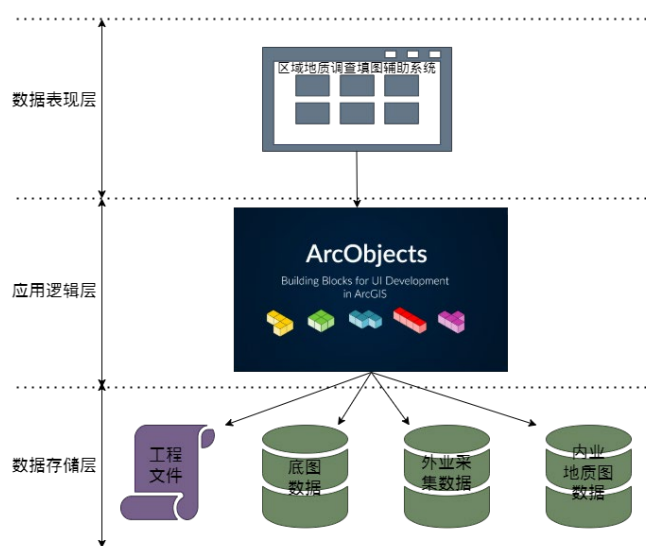 区域地质调查填图辅助系统
数据表现层
ArcObjects
Building Blocks for UI Development
in ArcGIS
应用逻辑层
数据存储层
工程
文件
底图
数据
外业采
集数据
内业
地质图
数据